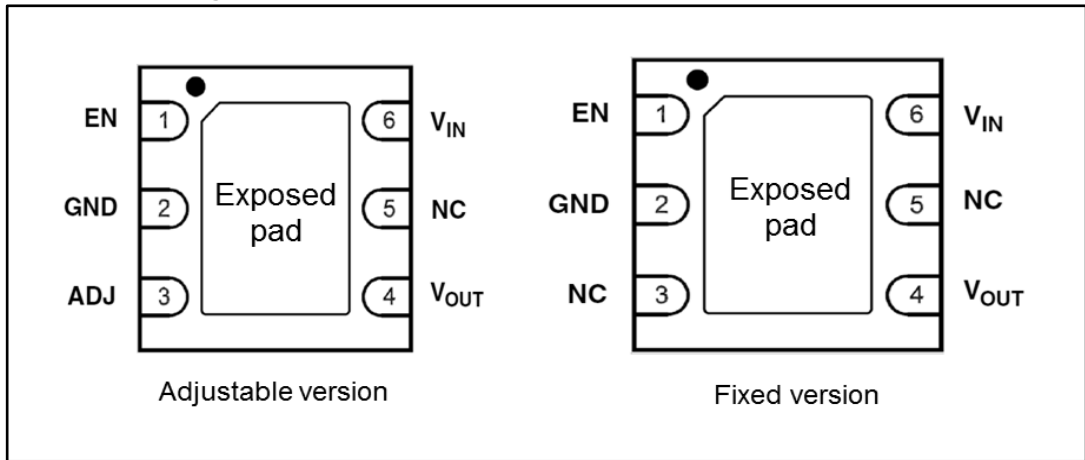 EN 1 6 VIN
GND 2 Exposed pad 5 NC
ADJ 3 4 VOUT
Adjustable version
EN 1 6 VIN
GND 2 Exposed pad 5 NC
NC 3 4 VOUT
Fixed version